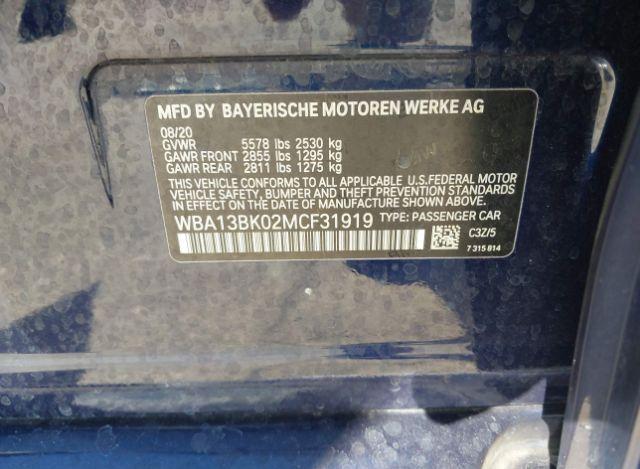 MFD BY BAYERISCHE MOTOREN WERKE AG
08/20
GVWR 5578 lbs 2530 kg
GAWR FRONT 2855 lbs 1295 kg
GAWR REAR 2811 lbs 1275 kg
THIS VEHICLE CONFORMS TO ALL APPLICABLE U.S.FEDERAL MOTOR
VEHICLE SAFETY, BUMPER AND THEFT PREVENTION STANDARDS
IN EFFECT ON THE DATE OF MANUFACTURE SHOWN ABOVE.
WBA13BK02MCF31919 TYPE: PASSENGER CAR
C3Z/5
7 315 814